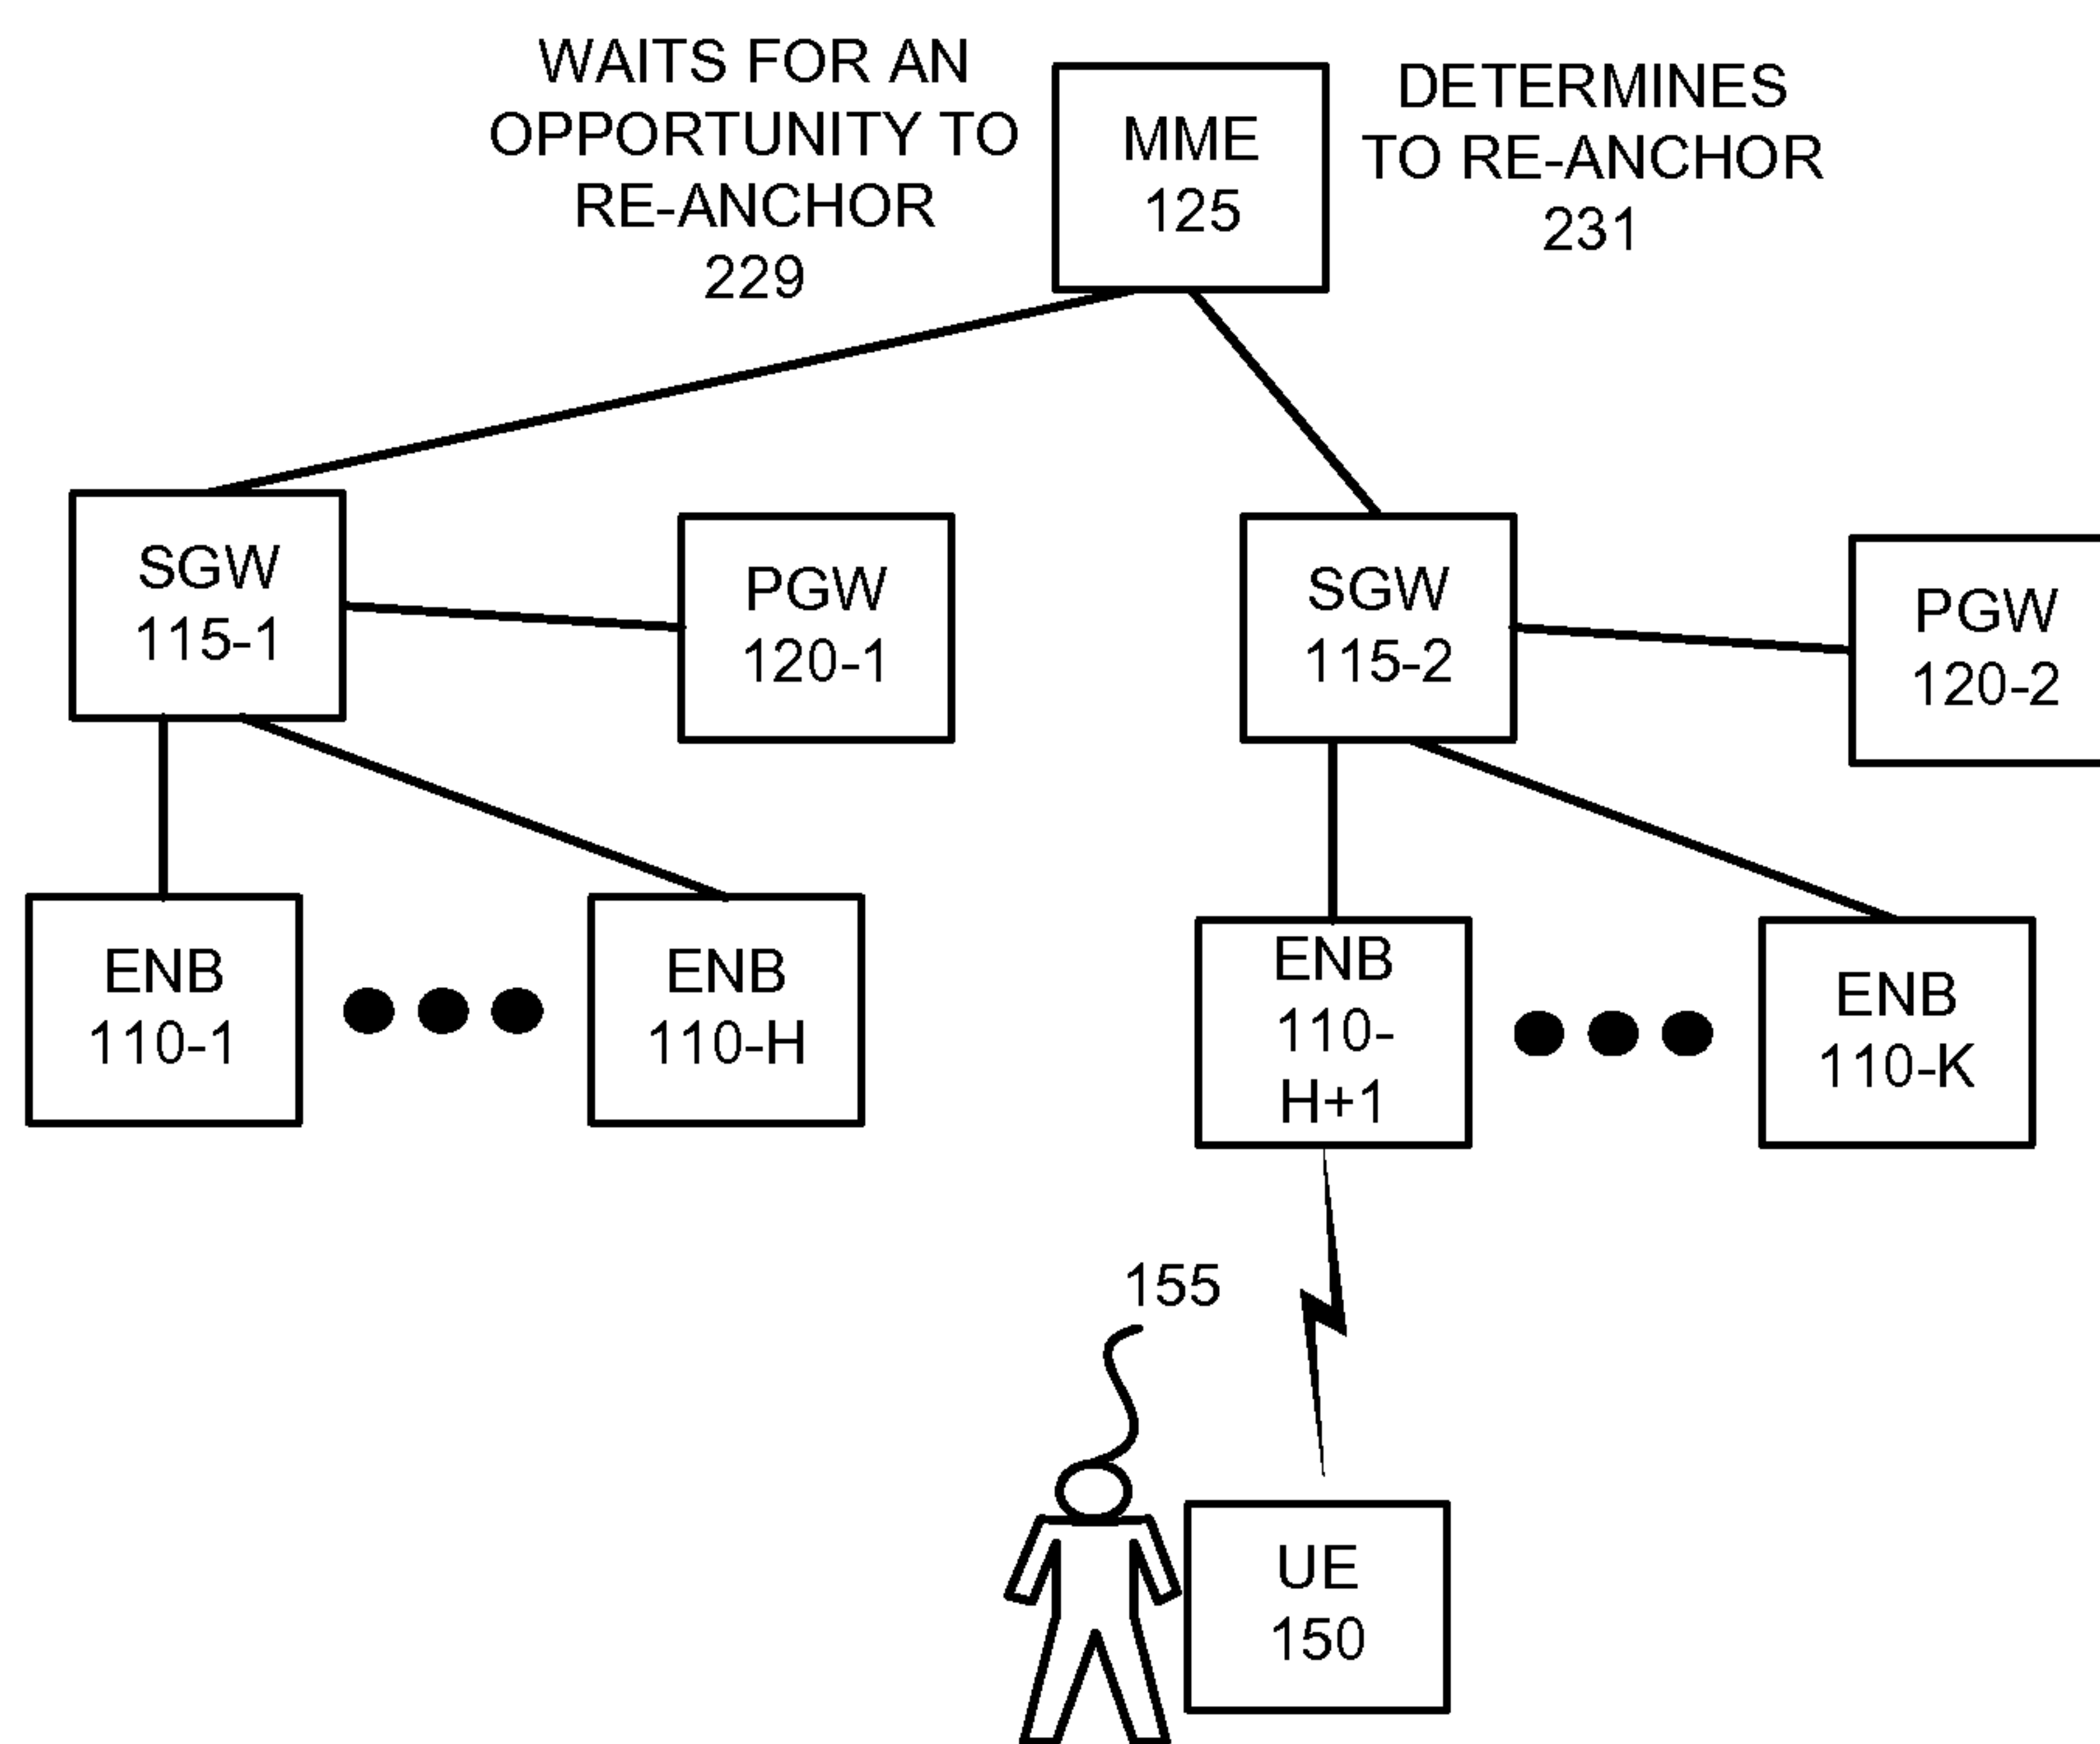 WAITS FOR AN
OPPORTUNITY TO
RE-ANCHOR
229
MME
125
DETERMINES
TO RE-ANCHOR
231
SGW
115-1
PGW
120-1
SGW
115-2
PGW
120-2
ENB
110-1
ENB
110-H
ENB
110-
H+1
ENB
110-K
155
UE
150